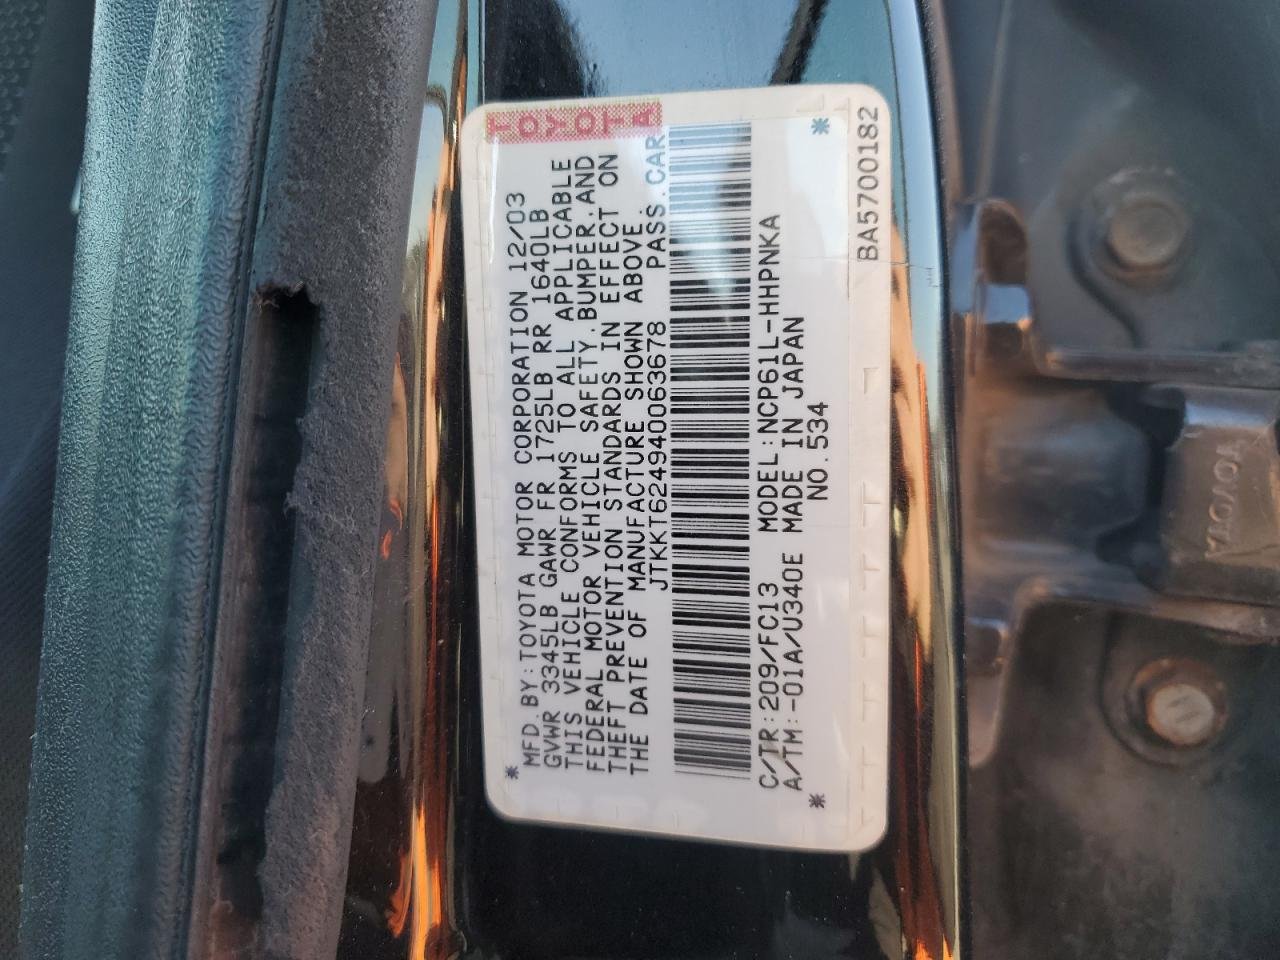 TOYOTA
*MFD. BY:TOYOTA MOTOR CORPORATION 12/03
GVWR 3345LB GAWR FR 1725LB RR 1640LB
THIS VEHICLE CONFORMS TO ALL APPLICABLE
FEDERAL MOTOR VEHICLE SAFETY,BUMPER,AND
THEFT PREVENTION STANDARDS IN EFFECT ON
THE DATE OF MANUFACTURE SHOWN ABOVE.
JTKKT624940063678 PASS.CAR
C/TR:209/FC13 MODEL:NCP61L-HHPNKA
A/TM:-01A/U340E MADE IN JAPAN
* NO.534 *
BA5700182
TOYOTA